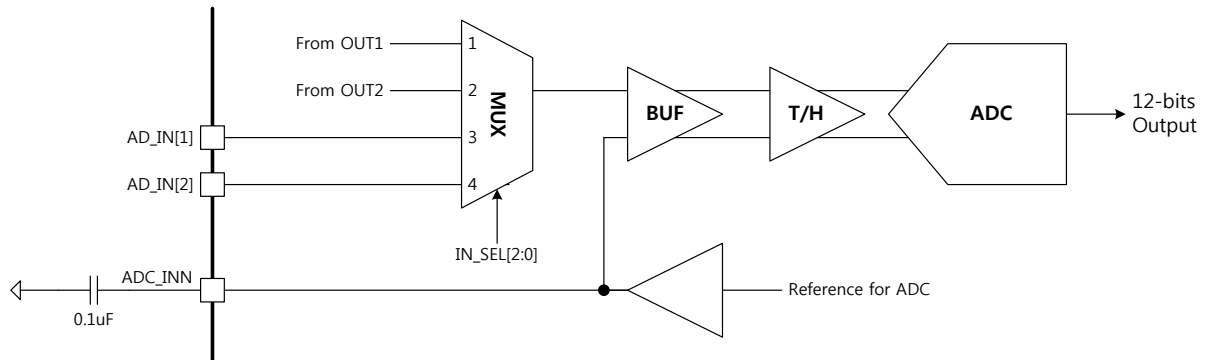 From OUT1
1
From OUT2
2
MUX
AD_IN[1]
3
AD_IN[2]
4
BUF
T/H
ADC
12-bits
Output
IN_SEL[2:0]
ADC_INN
0.1uF
Reference for ADC